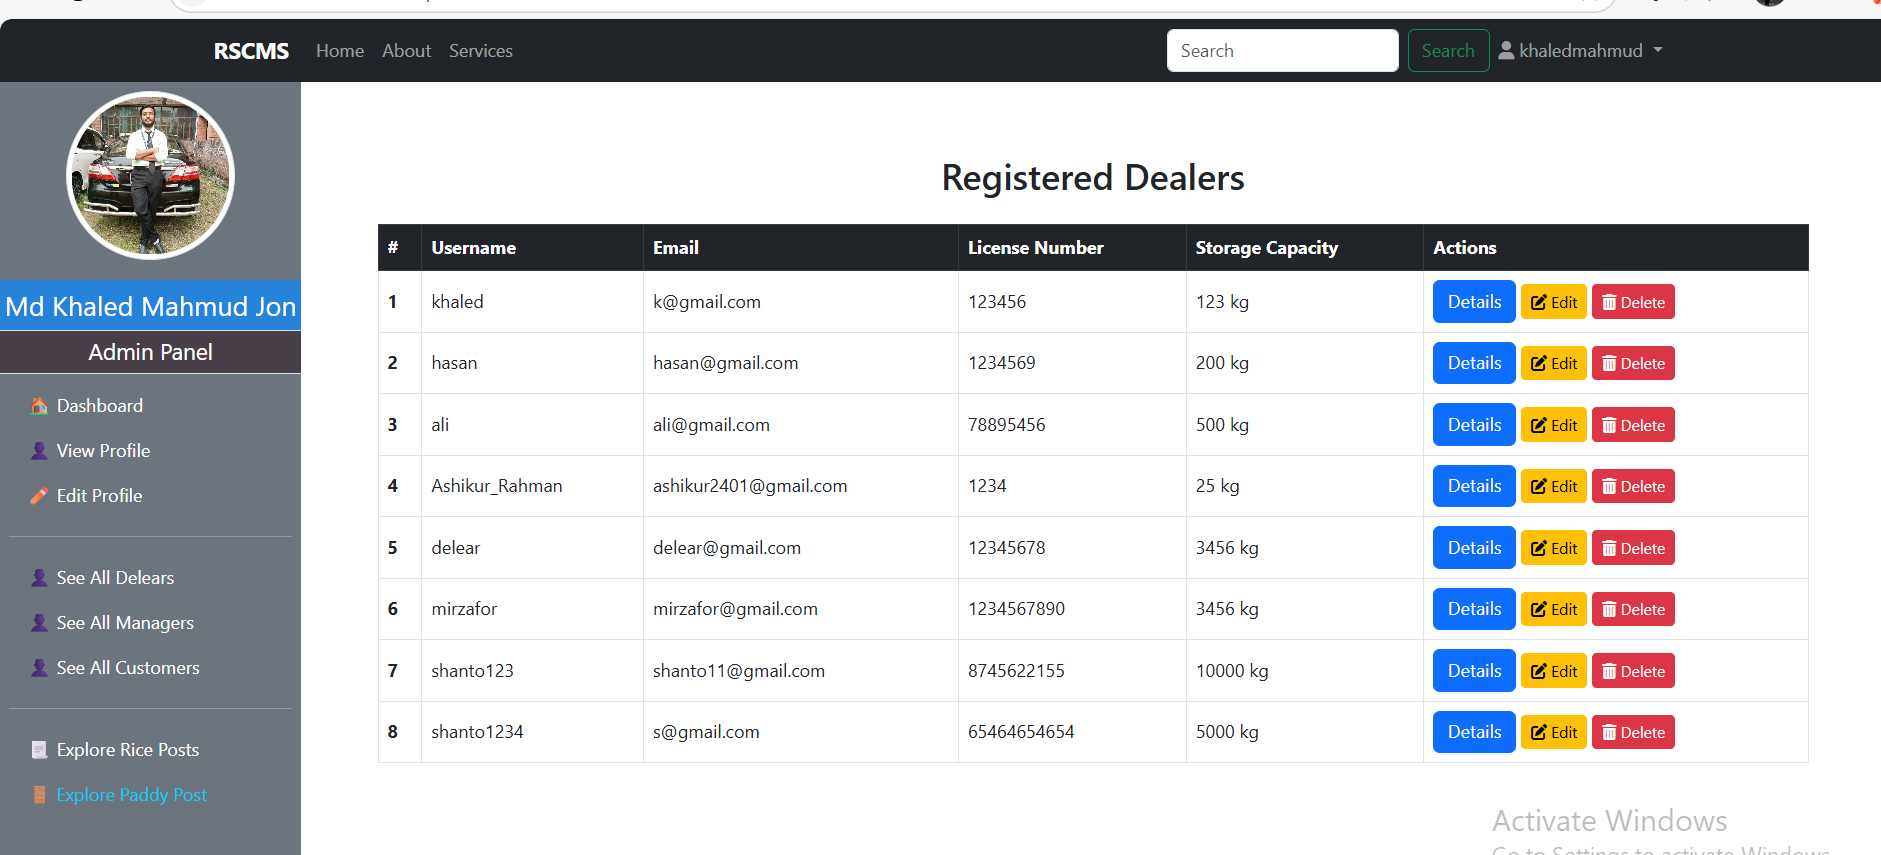 RSCMS Home About Services Search Search khaledmahmud
Md Khaled Mahmud Jon
Admin Panel
Dashboard
View Profile
Edit Profile
See All Delears
See All Managers
See All Customers
Explore Rice Posts
Explore Paddy Post
Registered Dealers
# Username Email License Number Storage Capacity Actions
1 khaled k@gmail.com 123456 123 kg Details Edit Delete
2 hasan hasan@gmail.com 1234569 200 kg Details Edit Delete
3 ali ali@gmail.com 78895456 500 kg Details Edit Delete
4 Ashikur_Rahman ashikur2401@gmail.com 1234 25 kg Details Edit Delete
5 delear delear@gmail.com 12345678 3456 kg Details Edit Delete
6 mirzafor mirzafor@gmail.com 1234567890 3456 kg Details Edit Delete
7 shanto123 shanto11@gmail.com 8745622155 10000 kg Details Edit Delete
8 shanto1234 s@gmail.com 65464654654 5000 kg Details Edit Delete
Activate Windows
Go to Settings to activate Windows.